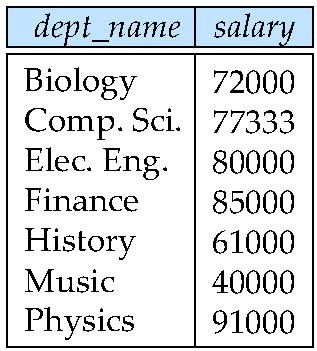 dept_name salary
Biology 72000
Comp. Sci. 77333
Elec. Eng. 80000
Finance 85000
History 61000
Music 40000
Physics 91000